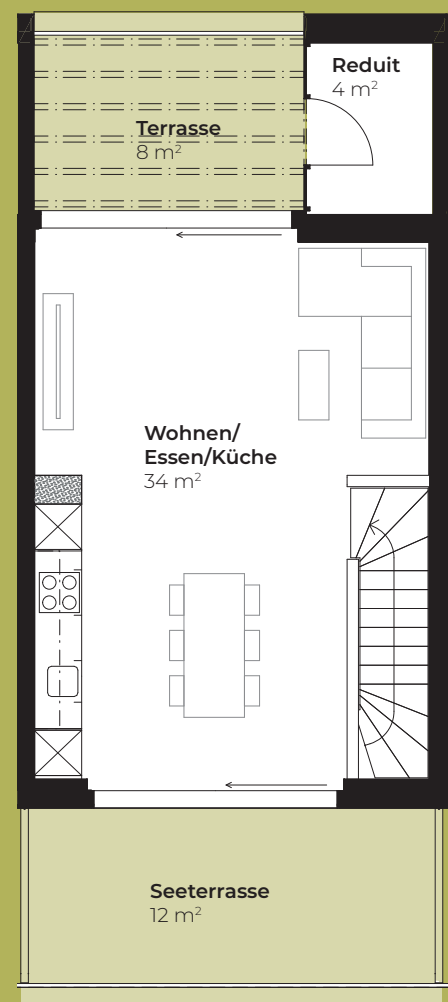 Reduit
4 m²
Terrasse
8 m²
Wohnen/
Essen/Küche
34 m²
Seeterrasse
12 m²